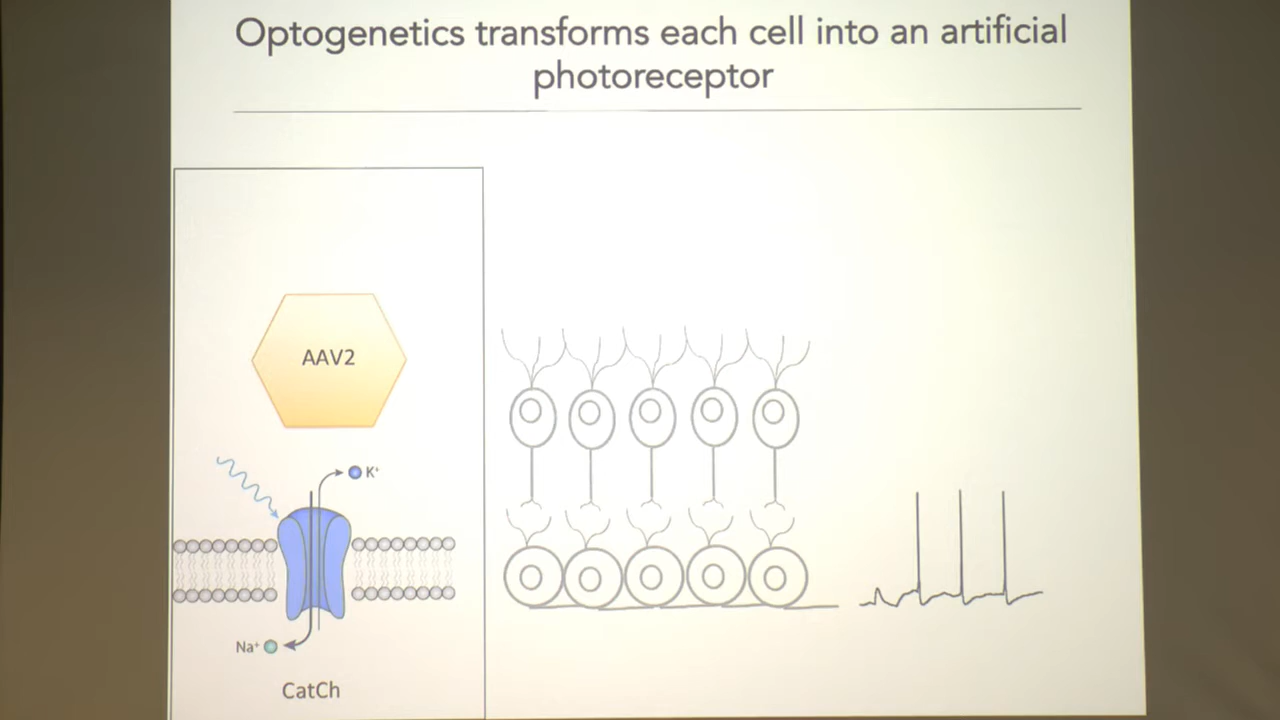 Optogenetics transforms each cell into an artificial
photoreceptor
AAV2
K⁺
Na⁺
CatCh